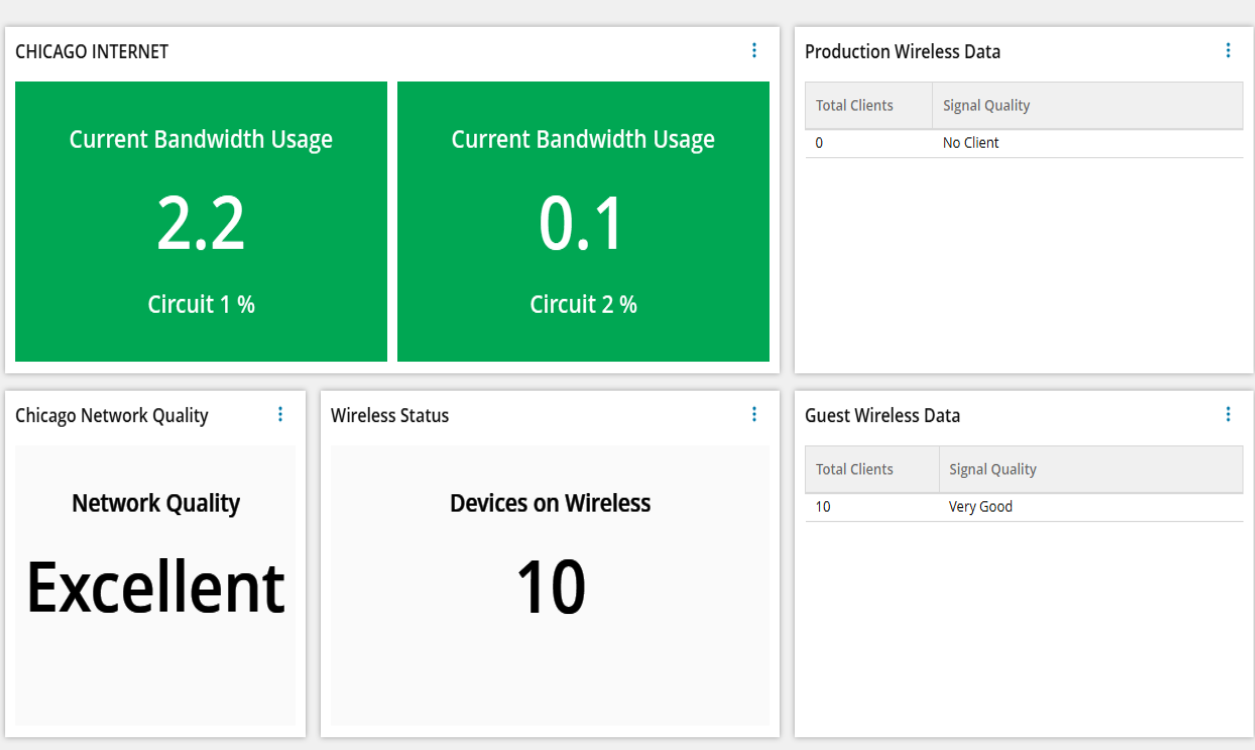 CHICAGO INTERNET
Current Bandwidth Usage
2.2
Circuit 1 %
Current Bandwidth Usage
0.1
Circuit 2 %
Production Wireless Data
Total Clients Signal Quality
0 No Client
Chicago Network Quality
Network Quality
Excellent
Wireless Status
Devices on Wireless
10
Guest Wireless Data
Total Clients Signal Quality
10 Very Good